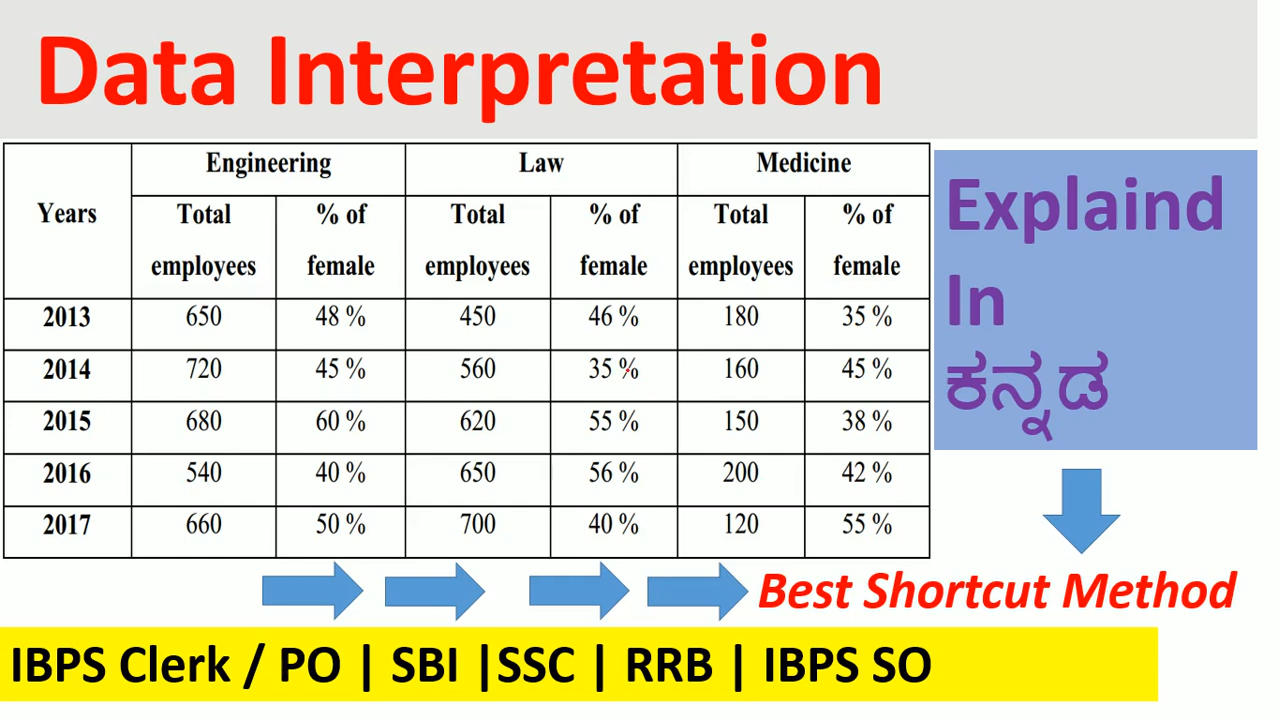 Data Interpretation
Years Engineering Law Medicine
Total employees % of female Total employees % of female Total employees % of female
2013 650 48 % 450 46 % 180 35 %
2014 720 45 % 560 35 % 160 45 %
2015 680 60 % 620 55 % 150 38 %
2016 540 40 % 650 56 % 200 42 %
2017 660 50 % 700 40 % 120 55 %
Explaind
In
ಕನ್ನಡ
Best Shortcut Method
IBPS Clerk / PO | SBI |SSC | RRB | IBPS SO